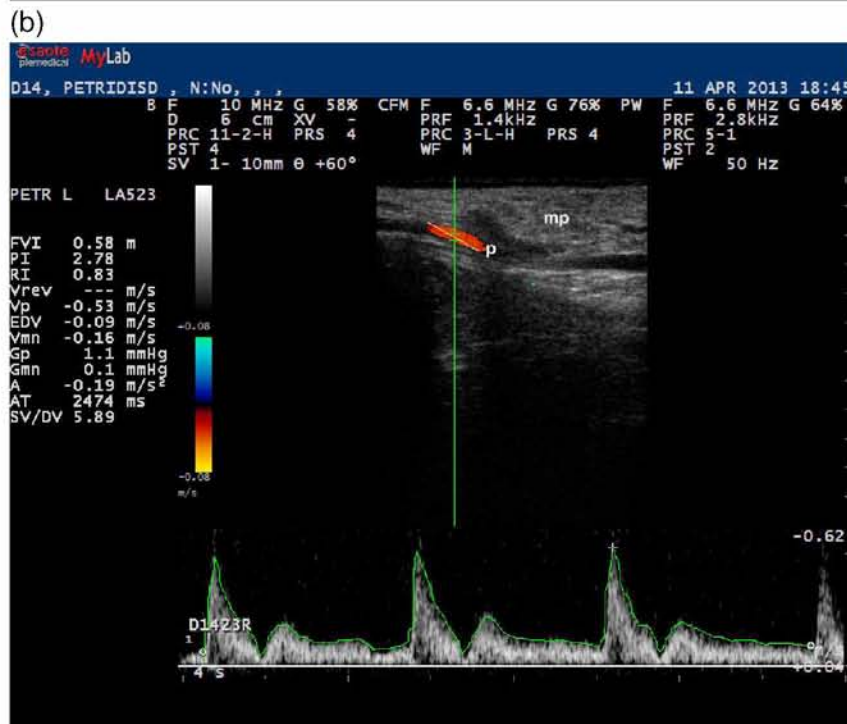 (b)
esaote MyLab
piemedical
D14, PETRIDISD , N:No, , , 11 APR 2013 18:45
B F 10 MHz G 58% CFM F 6.6 MHz G 76% PW F 6.6 MHz G 64%
D 6 cm XV - PRF 1.4kHz PRF 2.8kHz
PRC 11-2-H PRS 4 PRC 3-L-H PRS 4 PRC 5-1
PST 4 WF M PST 2
SV 1- 10mm θ +60° WF 50 Hz
PETR L LA523
mp
p
FVI 0.58 m
PI 2.78
RI 0.83
Vrev --- m/s
Vp -0.53 m/s
EDV -0.09 m/s
Vmn -0.16 m/s
Gp 1.1 mmHg
Gmn 0.1 mmHg
A -0.19 m/s²
AT 2474 ms
SV/DV 5.89
-0.08
-0.08
m/s
-0.62
D1423R
1
m/s
+0.04
4 s